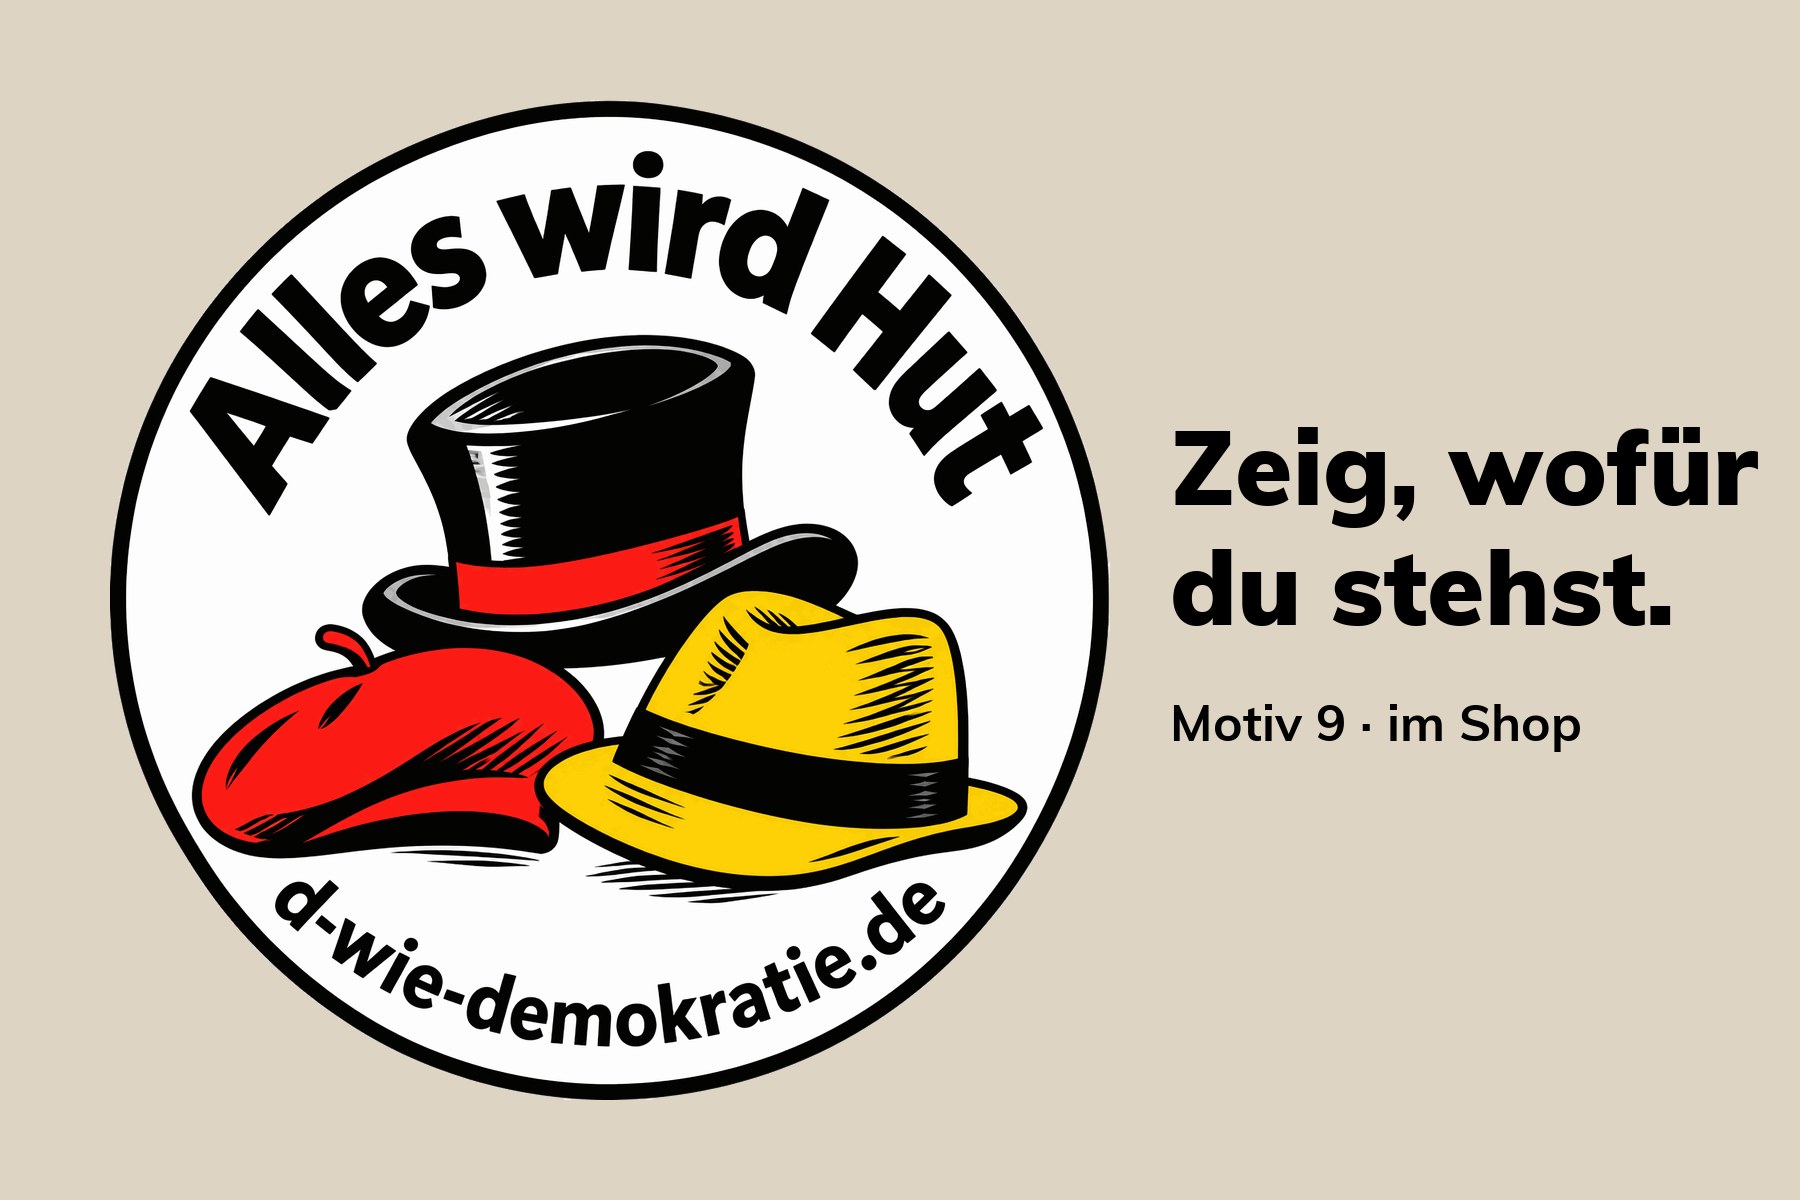 Alles wird Hut
d-wie-demokratie.de
Zeig, wofür
du stehst.
Motiv 9 · im Shop